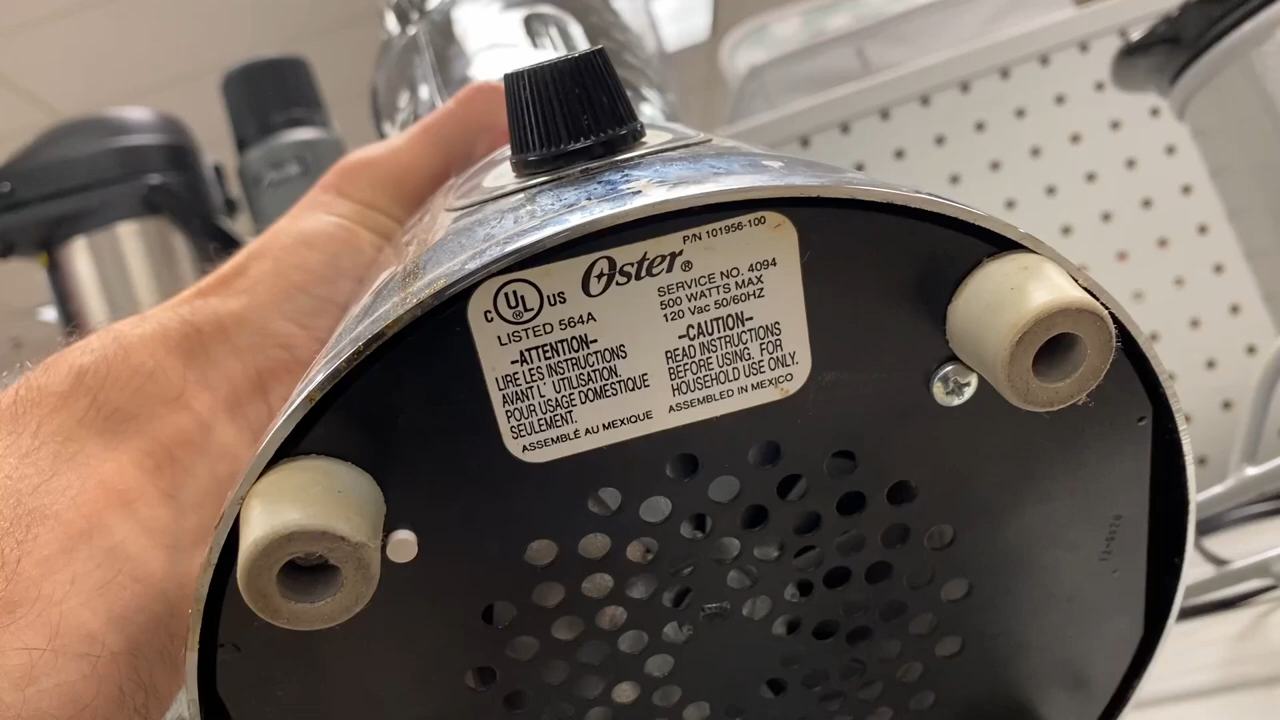 P/N 101956-100
C UL ® US Oster®
LISTED 564A
-ATTENTION-
LIRE LES INSTRUCTIONS
AVANT L' UTILISATION.
POUR USAGE DOMESTIQUE
SEULEMENT.
ASSEMBLÉ AU MEXIQUE
SERVICE NO. 4094
500 WATTS MAX
120 Vac 50/60HZ
-CAUTION-
READ INSTRUCTIONS
BEFORE USING. FOR
HOUSEHOLD USE ONLY.
ASSEMBLED IN MEXICO